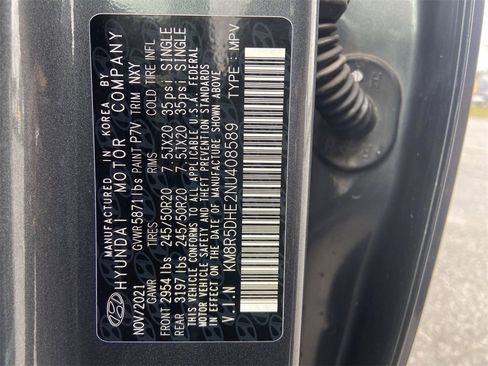 MANUFACTURED IN KOREA BY
HYUNDAI MOTOR COMPANY
NOV/2021 GVWR 5871lbs PAINT P7V TRIM NXY
GAWR TIRES RIMS COLD TIRE INFL
FRONT 2954 lbs 245/50R20 7.5JX20 35psi SINGLE
REAR 3197 lbs 245/50R20 7.5JX20 35psi SINGLE
THIS VEHICLE CONFORMS TO ALL APPLICABLE U.S.A. FEDERAL
MOTOR VEHICLE SAFETY AND THEFT PREVENTION STANDARDS
IN EFFECT ON THE DATE OF MANUFACTURE SHOWN ABOVE.
V.I.N KM8R5DHE2NU408589 TYPE : MPV